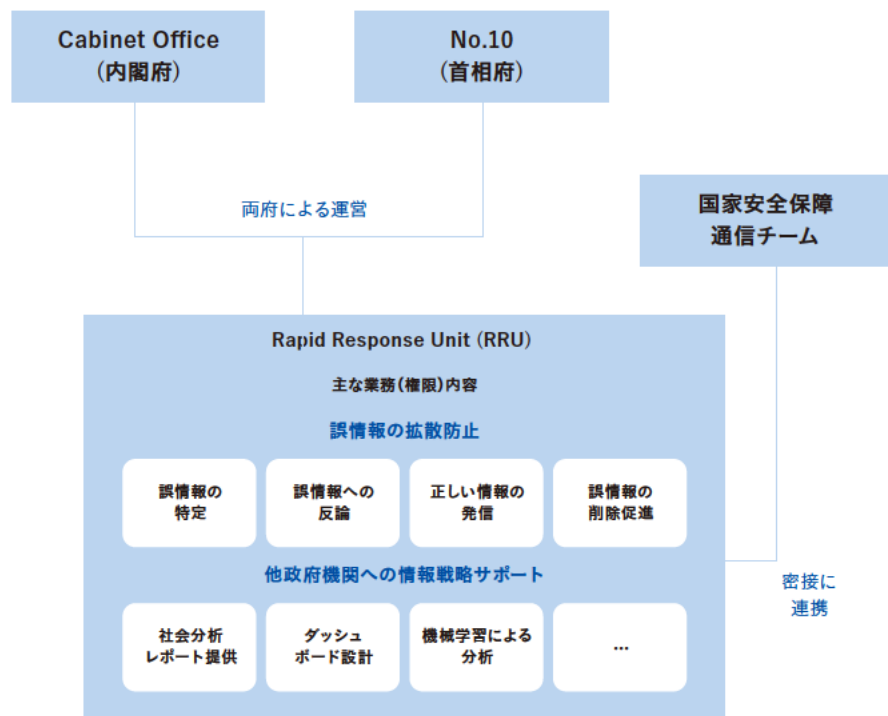 Cabinet Office
(内閣府)
No.10
(首相府)
両府による運営
国家安全保障
通信チーム
Rapid Response Unit (RRU)
主な業務(権限)内容
誤情報の拡散防止
誤情報の
特定
誤情報への
反論
正しい情報の
発信
誤情報の
削除促進
他政府機関への情報戦略サポート
密接に
連携
社会分析
レポート提供
ダッシュ
ボード設計
機械学習による
分析
…